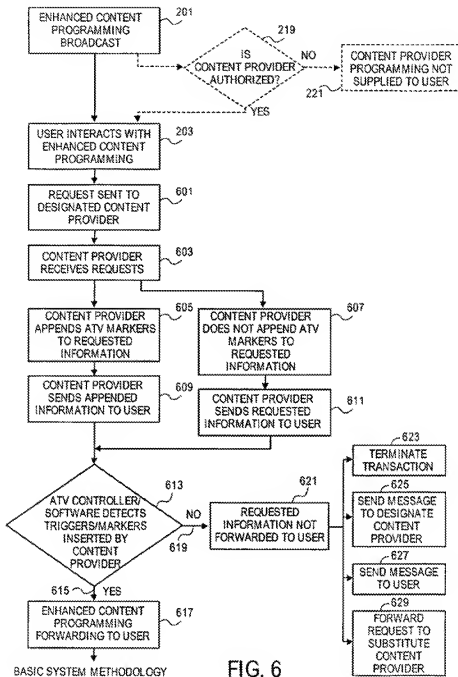 ENHANCED CONTENT
PROGRAMMING
BROADCAST
201
219
IS
CONTENT PROVIDER
AUTHORIZED?
NO
CONTENT PROVIDER
PROGRAMMING NOT
SUPPLIED TO USER
221
YES
USER INTERACTS WITH
ENHANCED CONTENT
PROGRAMMING
203
REQUEST SENT TO
DESIGNATED CONTENT
PROVIDER
601
CONTENT PROVIDER
RECEIVES REQUESTS
603
CONTENT PROVIDER
APPENDS ATV MARKERS
TO REQUESTED
INFORMATION
605
CONTENT PROVIDER
DOES NOT APPEND ATV
MARKERS TO
REQUESTED
INFORMATION
607
CONTENT PROVIDER
SENDS APPENDED
INFORMATION TO USER
609
CONTENT PROVIDER
SENDS REQUESTED
INFORMATION TO USER
611
ATV CONTROLLER/
SOFTWARE DETECTS
TRIGGERS/MARKERS
INSERTED BY
CONTENT
PROVIDER
613
NO
619
REQUESTED
INFORMATION NOT
FORWARDED TO USER
621
623
TERMINATE
TRANSACTION
625
SEND MESSAGE
TO DESIGNATE
CONTENT
PROVIDER
627
SEND MESSAGE
TO USER
629
FORWARD
REQUEST TO
SUBSTITUTE
CONTENT
PROVIDER
615
YES
ENHANCED CONTENT
PROGRAMMING
FORWARDING TO USER
617
BASIC SYSTEM METHODOLOGY
FIG. 6